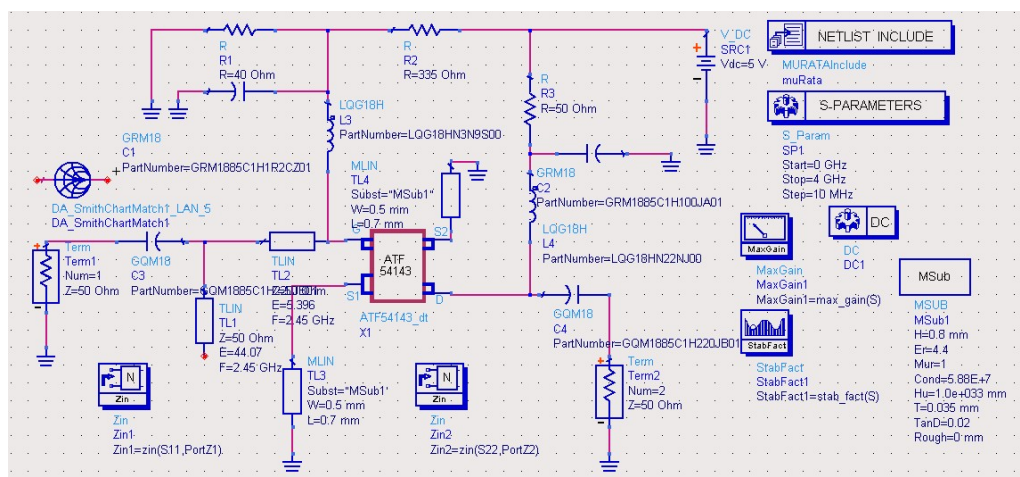 R
R1
R=40 Ohm
R
R2
R=335 Ohm
V_DC
SRC1
Vdc=5 V
+
-
NETLIST INCLUDE
MURATAInclude
muRata
R
R3
R=50 Ohm
S-PARAMETERS
S_Param
SP1
Start=0 GHz
Stop=4 GHz
Step=10 MHz
LQG18H
L3
PartNumber=LQG18HN3N9S00
GRM18
C1
PartNumber=GRM1885C1H1R2CZ01
MLIN
TL4
Subst="MSub1"
W=0.5 mm
L=0.7 mm
GRM18
C2
PartNumber=GRM1885C1H100JA01
LQG18H
L4
PartNumber=LQG18HN22NJ00
DA_SmithChartMatch1_LAN_5
DA_SmithChartMatch1
MaxGain
MaxGain
MaxGain1
MaxGain1=max_gain(S)
DC
DC
DC1
Term
Term1
Num=1
Z=50 Ohm
GQM18
C3
TLIN
TL2
E=5.396
F=2.45 GHz
G
S2
S1
D
ATF
54143
ATF54143_dt
X1
GQM18
C4
PartNumber=GQM1885C1H220JB01
TLIN
TL1
Z=50 Ohm
E=44.07
F=2.45 GHz
MLIN
TL3
Subst="MSub1"
W=0.5 mm
L=0.7 mm
Term
Term2
Num=2
Z=50 Ohm
StabFact
StabFact
StabFact1
StabFact1=stab_fact(S)
MSub
MSUB
MSub1
H=0.8 mm
Er=4.4
Mur=1
Cond=5.88E+7
Hu=1.0e+033 mm
T=0.035 mm
TanD=0.02
Rough=0 mm
N
Zin
Zin
Zin1
Zin1=zin(S11,PortZ1)
N
Zin
Zin
Zin2
Zin2=zin(S22,PortZ2)